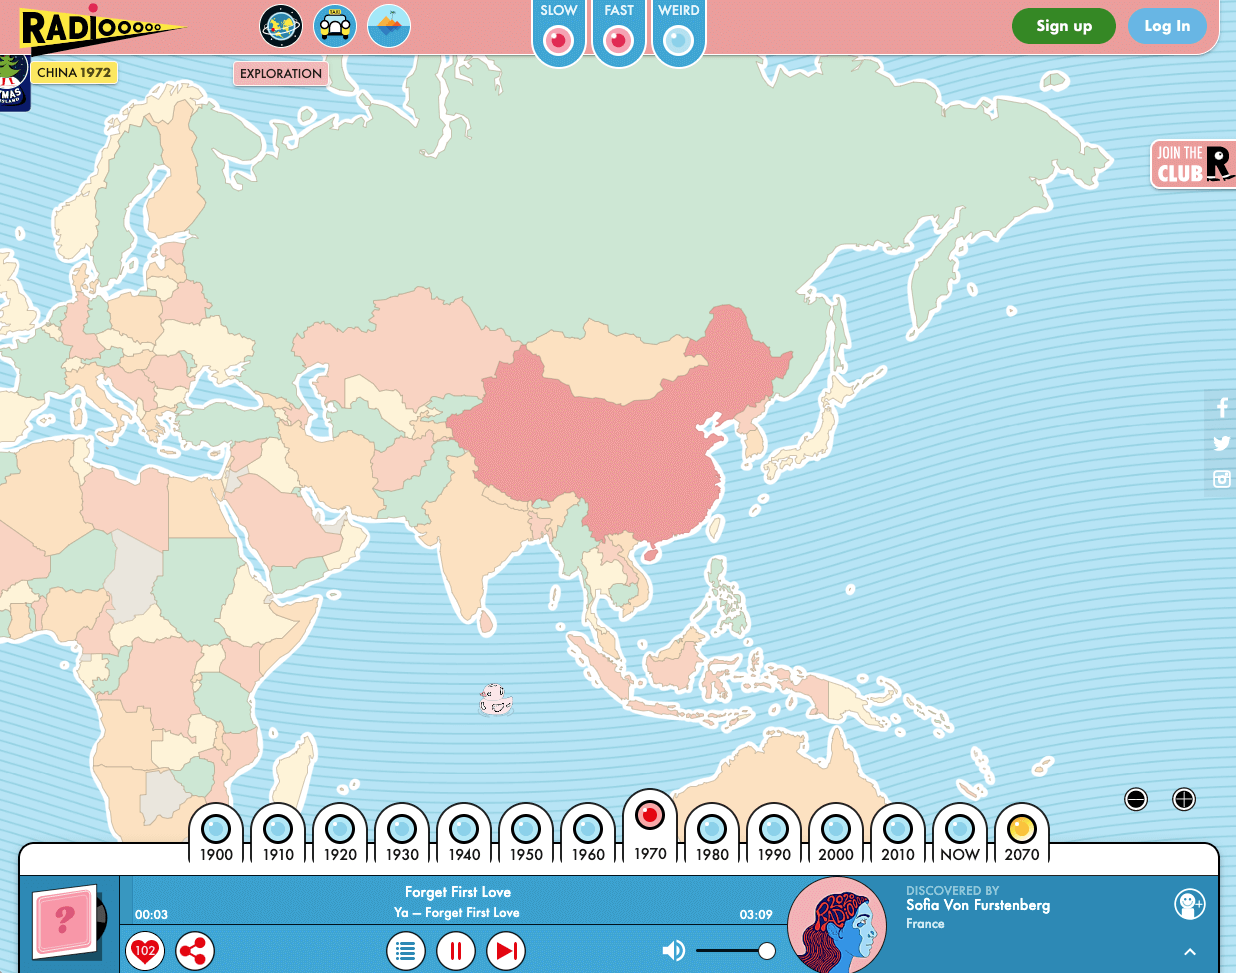 RADIooooo
TAXI
SLOW
FAST
WEIRD
Sign up
Log In
CHINA 1972
EXPLORATION
JOIN THE
CLUB R
1900
1910
1920
1930
1940
1950
1960
1970
1980
1990
2000
2010
NOW
2070
?
Forget First Love
Ya – Forget First Love
00:03
03:09
102
DISCOVERED BY
Sofia Von Furstenberg
France